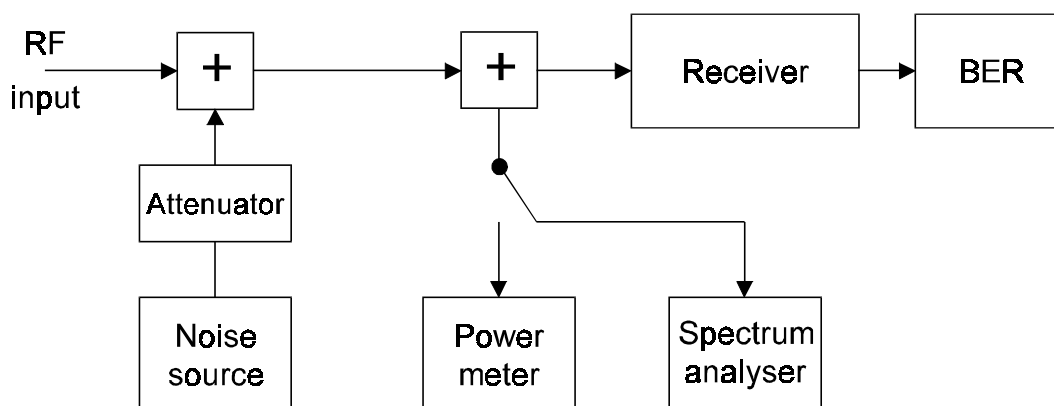 RF
input
+
+
Receiver
BER
Attenuator
Noise
source
Power
meter
Spectrum
analyser